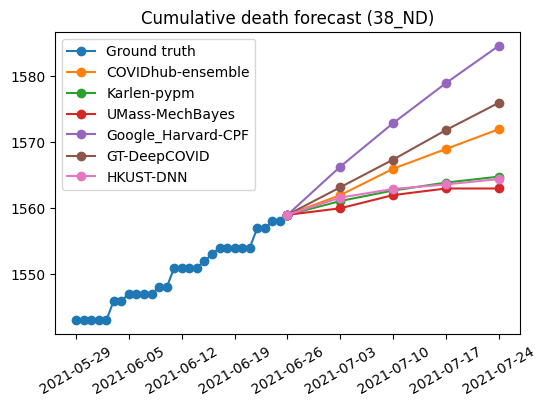 Cumulative death forecast (38_ND)
Ground truth
COVIDhub-ensemble
Karlen-pypm
UMass-MechBayes
Google_Harvard-CPF
GT-DeepCOVID
HKUST-DNN
1580
1570
1560
1550
2021-05-29
2021-06-05
2021-06-12
2021-06-19
2021-06-26
2021-07-03
2021-07-10
2021-07-17
2021-07-24